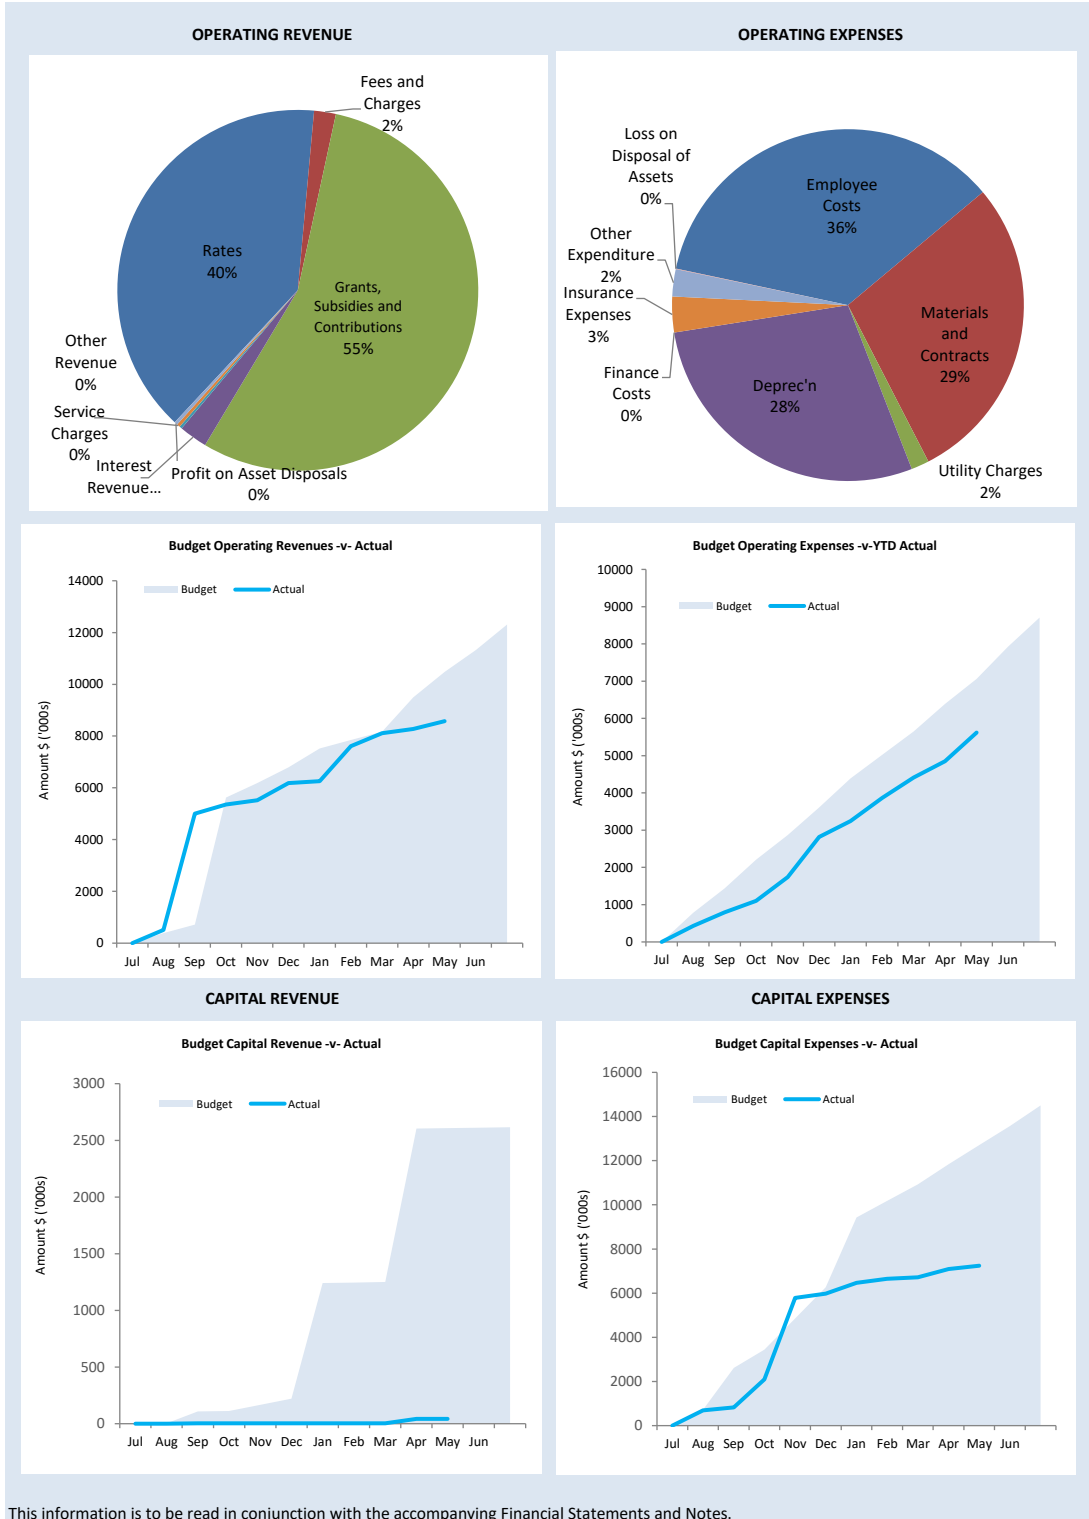 OPERATING REVENUE
Fees and
Charges
2%
Rates
40%
Grants,
Subsidies and
Contributions
55%
Other
Revenue
0%
Service
Charges
0%
Interest
Revenue...
Profit on Asset Disposals
0%
OPERATING EXPENSES
Loss on
Disposal of
Assets
0%
Employee
Costs
36%
Other
Expenditure
2%
Insurance
Expenses
3%
Materials
and
Contracts
29%
Finance
Costs
0%
Deprec'n
28%
Utility Charges
2%
Budget Operating Revenues -v- Actual
Budget Actual
14000
12000
10000
8000
6000
4000
2000
0
Amount $ ('000s)
Jul Aug Sep Oct Nov Dec Jan Feb Mar Apr May Jun
Budget Operating Expenses -v-YTD Actual
Budget Actual
10000
9000
8000
7000
6000
5000
4000
3000
2000
1000
0
Amount $ ('000s)
Jul Aug Sep Oct Nov Dec Jan Feb Mar Apr May Jun
CAPITAL REVENUE
Budget Capital Revenue -v- Actual
Budget Actual
3000
2500
2000
1500
1000
500
0
Amount $ ('000s)
Jul Aug Sep Oct Nov Dec Jan Feb Mar Apr May Jun
CAPITAL EXPENSES
Budget Capital Expenses -v- Actual
Budget Actual
16000
14000
12000
10000
8000
6000
4000
2000
0
Amount $ ('000s)
Jul Aug Sep Oct Nov Dec Jan Feb Mar Apr May Jun
This information is to be read in conjunction with the accompanying Financial Statements and Notes.